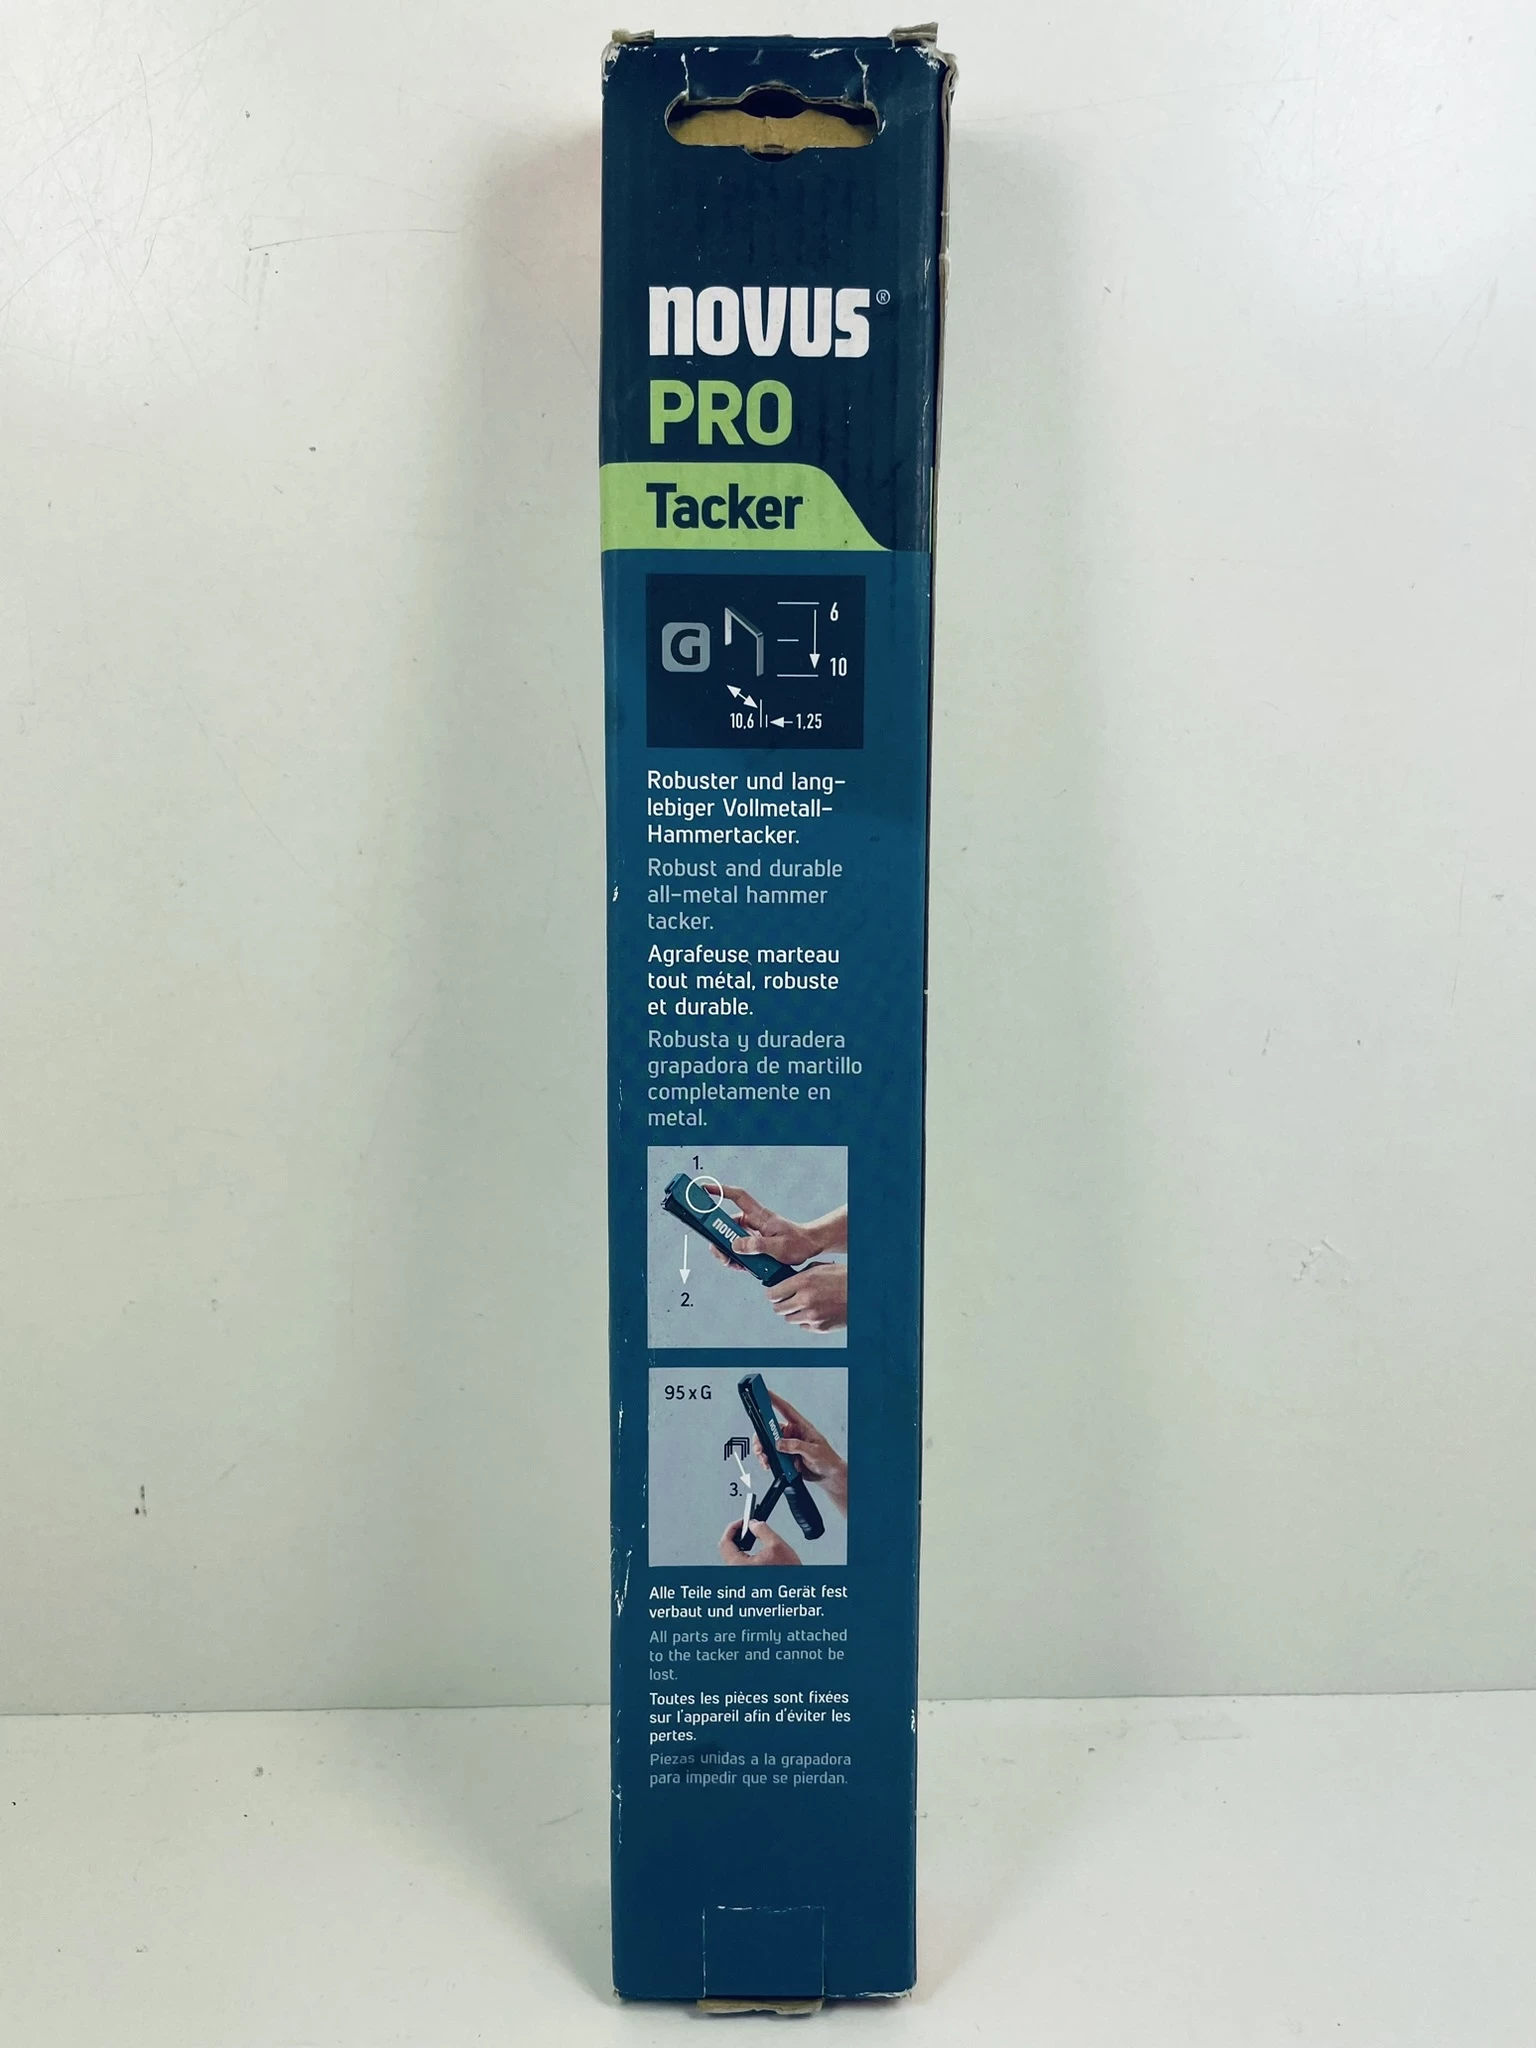 novus®
PRO
Tacker
G
6
10
10,6
1,25
Robuster und lang-
lebiger Vollmetall-
Hammertacker.
Robust and durable
all-metal hammer
tacker.
Agrafeuse marteau
tout métal, robuste
et durable.
Robusta y duradera
grapadora de martillo
completamente en
metal.
1.
novus
2.
95 x G
novus
3.
Alle Teile sind am Gerät fest
verbaut und unverlierbar.
All parts are firmly attached
to the tacker and cannot be
lost.
Toutes les pièces sont fixées
sur l'appareil afin d'éviter les
pertes.
Piezas unidas a la grapadora
para impedir que se pierdan.